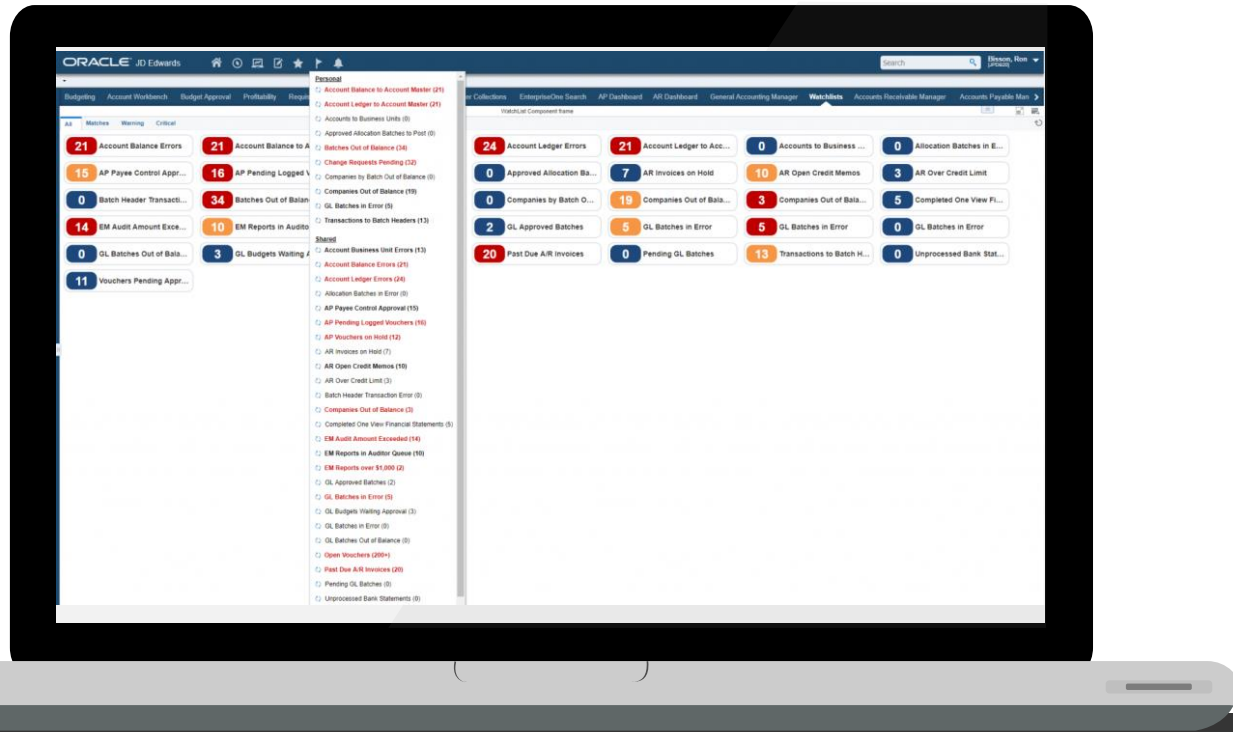 ORACLE JD Edwards
Search
Bisson, Ron
Budgeting Account Workbench Budget Approval Profitability
er Collections EnterpriseOne Search AP Dashboard AR Dashboard General Accounting Manager Watchlists Accounts Receivable Manager Accounts Payable Man
WatchList Component frame
All Matches Warning Critical
Personal
Account Balance to Account Master (21)
Account Ledger to Account Master (21)
Accounts to Business Units (0)
Approved Allocation Batches to Post (0)
Batches Out of Balance (34)
Change Requests Pending (32)
Companies by Batch Out of Balance (0)
Companies Out of Balance (19)
GL Batches in Error (5)
Transactions to Batch Headers (13)
Shared
Account Business Unit Errors (13)
Account Balance Errors (21)
Account Ledger Errors (24)
Allocation Batches in Error (0)
AP Payee Control Approval (15)
AP Pending Logged Vouchers (16)
AP Vouchers on Hold (12)
AR Invoices on Hold (7)
AR Open Credit Memos (10)
AR Over Credit Limit (3)
Batch Header Transaction Error (0)
Companies Out of Balance (3)
Completed One View Financial Statements (5)
EM Audit Amount Exceeded (14)
EM Reports in Auditor Queue (10)
EM Reports over $1,000 (2)
GL Approved Batches (2)
GL Batches in Error (5)
GL Budgets Waiting Approval (3)
GL Batches in Error (0)
GL Batches Out of Balance (0)
Open Vouchers (200+)
Past Due A/R Invoices (20)
Pending GL Batches (0)
Unprocessed Bank Statements (0)
21 Account Balance Errors
21 Account Balance to A
24 Account Ledger Errors
21 Account Ledger to Acc...
0 Accounts to Business ...
0 Allocation Batches in E...
15 AP Payee Control Appr...
16 AP Pending Logged V
0 Approved Allocation Ba...
7 AR Invoices on Hold
10 AR Open Credit Memos
3 AR Over Credit Limit
0 Batch Header Transacti...
34 Batches Out of Balan
0 Companies by Batch O...
19 Companies Out of Bala...
3 Companies Out of Bala...
5 Completed One View Fi...
14 EM Audit Amount Exce...
10 EM Reports in Audito
2 GL Approved Batches
5 GL Batches in Error
5 GL Batches in Error
0 GL Batches in Error
0 GL Batches Out of Bala...
3 GL Budgets Waiting A
20 Past Due A/R Invoices
0 Pending GL Batches
13 Transactions to Batch H...
0 Unprocessed Bank Stat...
11 Vouchers Pending Appr...